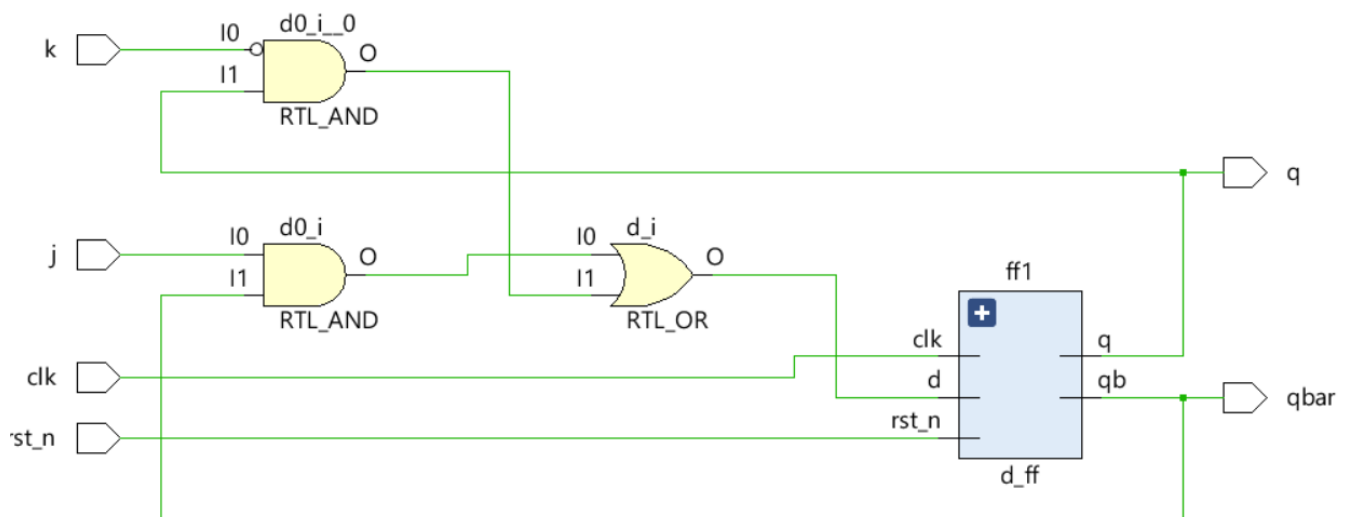 d0_i__0
k
I0
O
I1
RTL_AND
q
d0_i
d_i
j
I0
O
I0
O
I1
I1
ff1
RTL_AND
RTL_OR
clk
q
clk
d
qb
qbar
rst_n
rst_n
d_ff